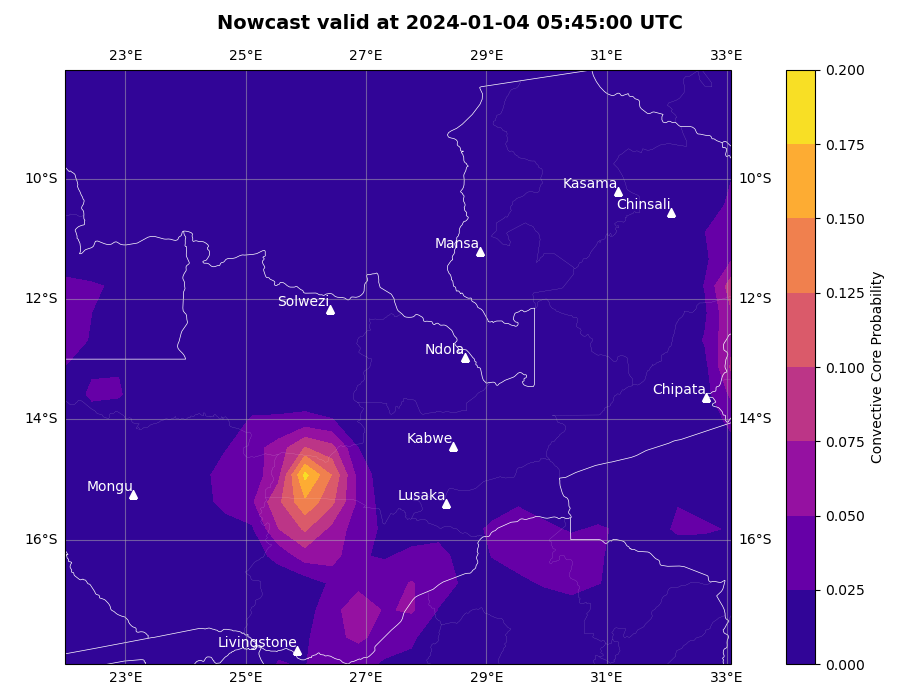 Nowcast valid at 2024-01-04 05:45:00 UTC
23°E 25°E 27°E 29°E 31°E 33°E
0.200
0.175
10°S 10°S
Kasama
Chinsali
0.150
Mansa
12°S 12°S
Solwezi
0.125
Ndola
0.100
Chipata
14°S 14°S
Kabwe
0.075
Mongu
Lusaka
0.050
16°S 16°S
0.025
Livingstone
0.000
23°E 25°E 27°E 29°E 31°E 33°E
Convective Core Probability